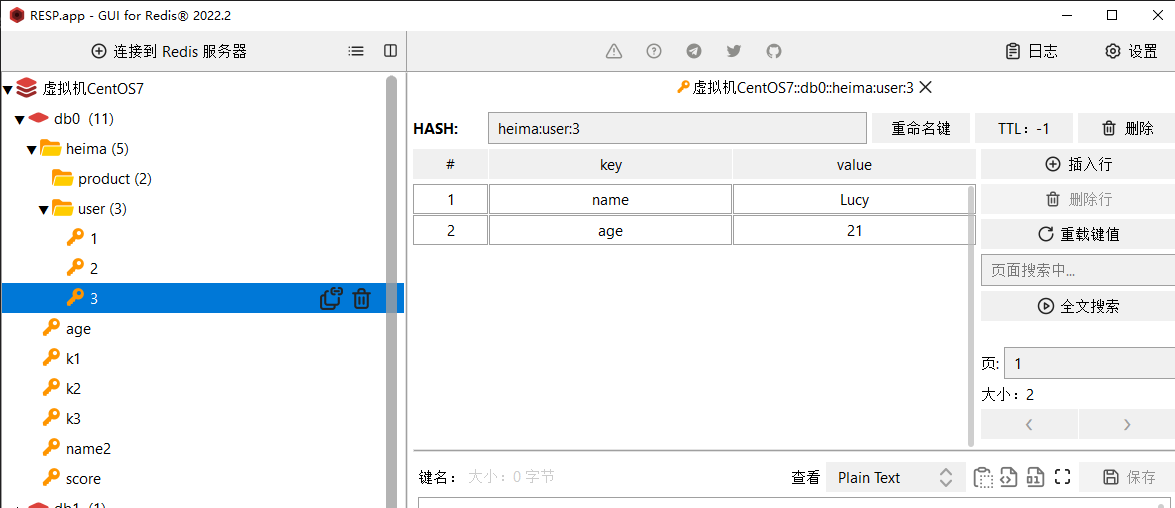 RESP.app - GUI for Redis® 2022.2
连接到 Redis 服务器
日志
设置
虚拟机CentOS7
db0 (11)
heima (5)
product (2)
user (3)
1
2
3
age
k1
k2
k3
name2
score
db1 (1)
虚拟机CentOS7::db0::heima:user:3
HASH: heima:user:3 重命名键 TTL：-1 删除
# key value
1 name Lucy
2 age 21
插入行
删除行
重载键值
页面搜索中...
全文搜索
页: 1
大小：2
键名： 大小：0 字节 查看 Plain Text 保存